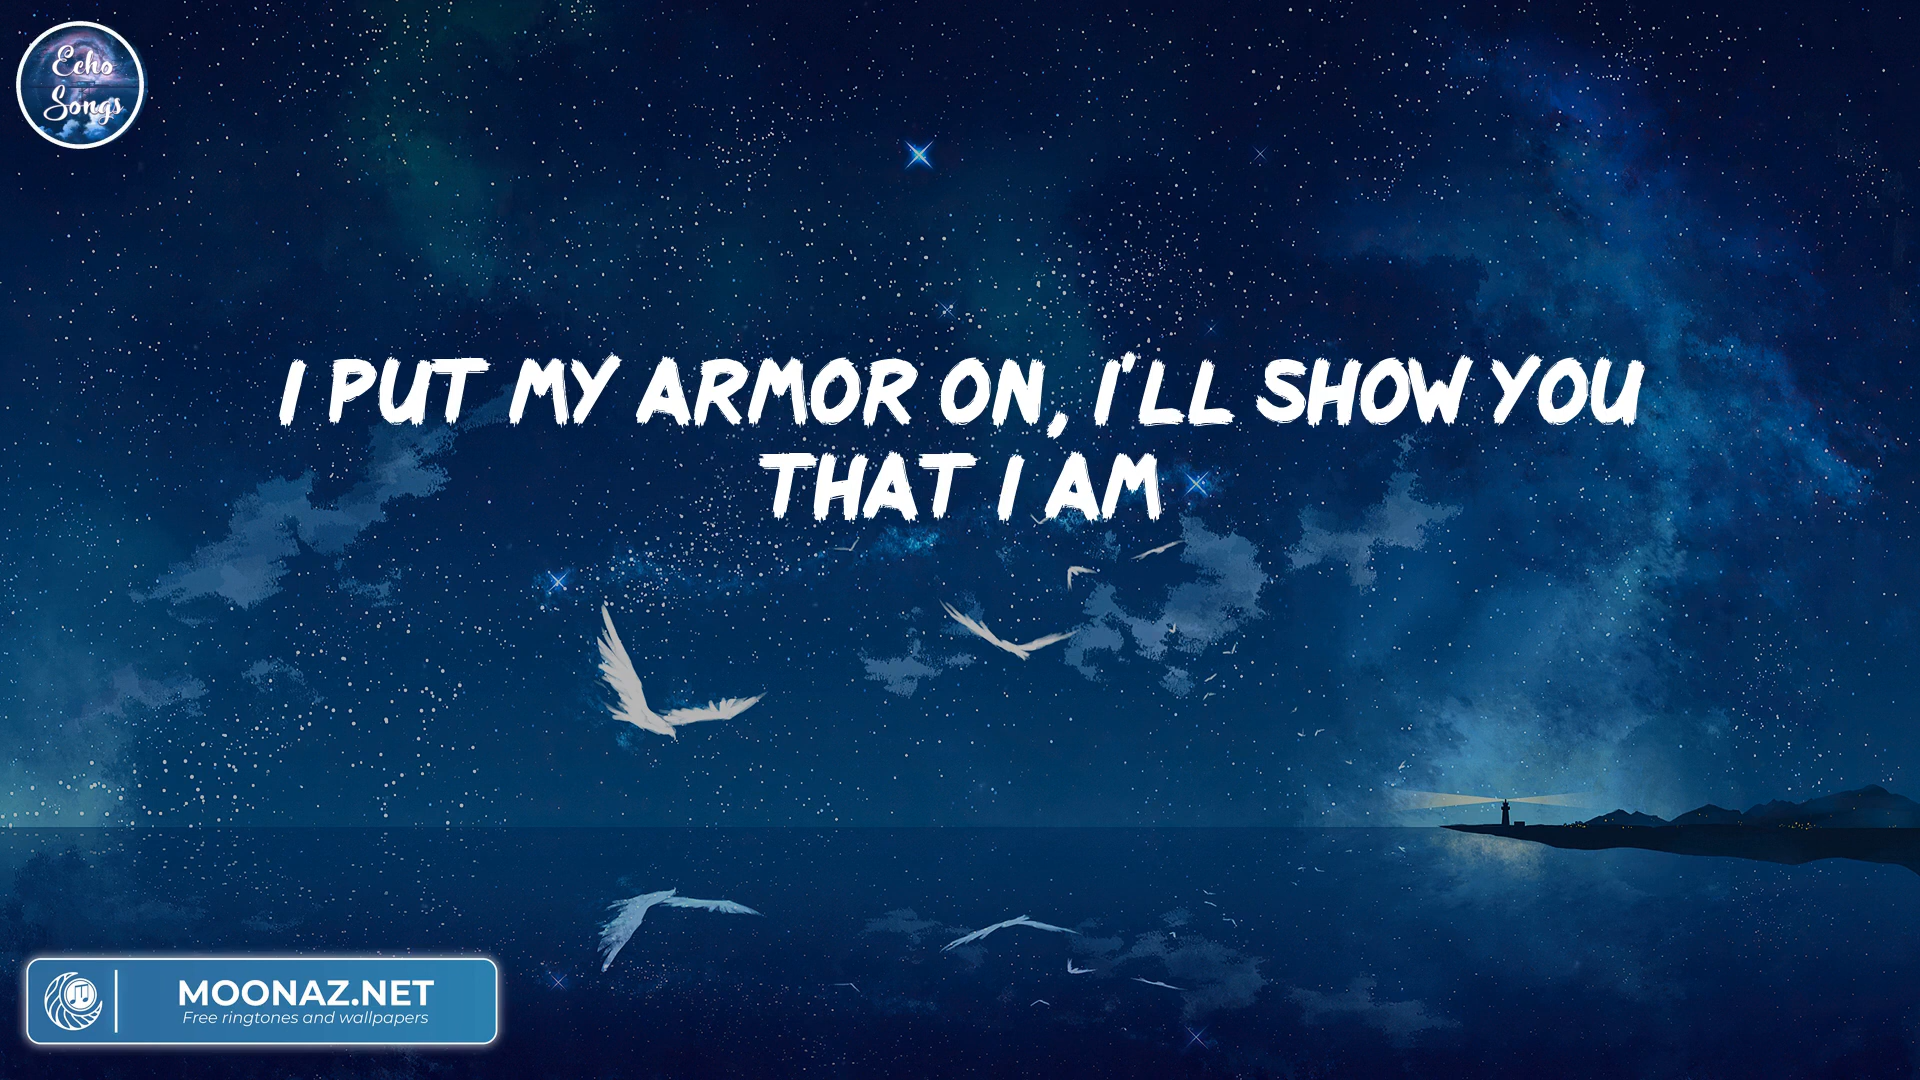 Echo
Songs
I PUT MY ARMOR ON, I'LL SHOW YOU
THAT I AM
MOONAZ.NET
Free ringtones and wallpapers